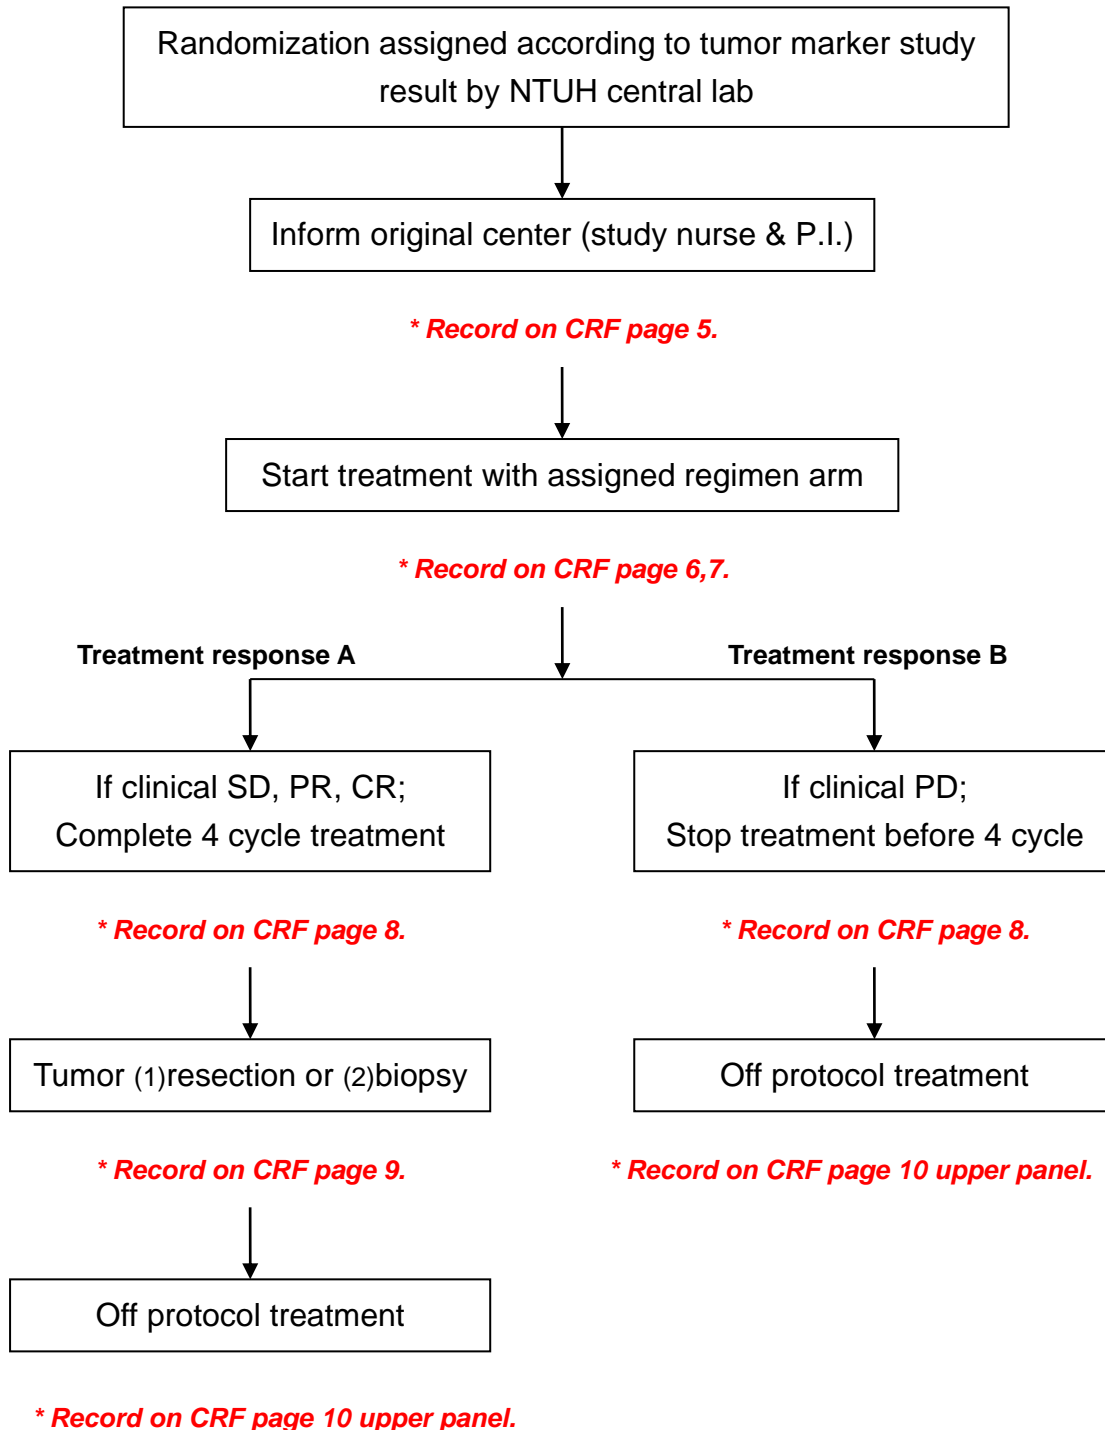 Randomization assigned according to tumor marker study
result by NTUH central lab
Inform original center (study nurse & P.I.)
* Record on CRF page 5.
Start treatment with assigned regimen arm
* Record on CRF page 6,7.
Treatment response A
Treatment response B
If clinical SD, PR, CR;
Complete 4 cycle treatment
If clinical PD;
Stop treatment before 4 cycle
* Record on CRF page 8.
* Record on CRF page 8.
Tumor (1)resection or (2)biopsy
Off protocol treatment
* Record on CRF page 9.
* Record on CRF page 10 upper panel.
Off protocol treatment
* Record on CRF page 10 upper panel.